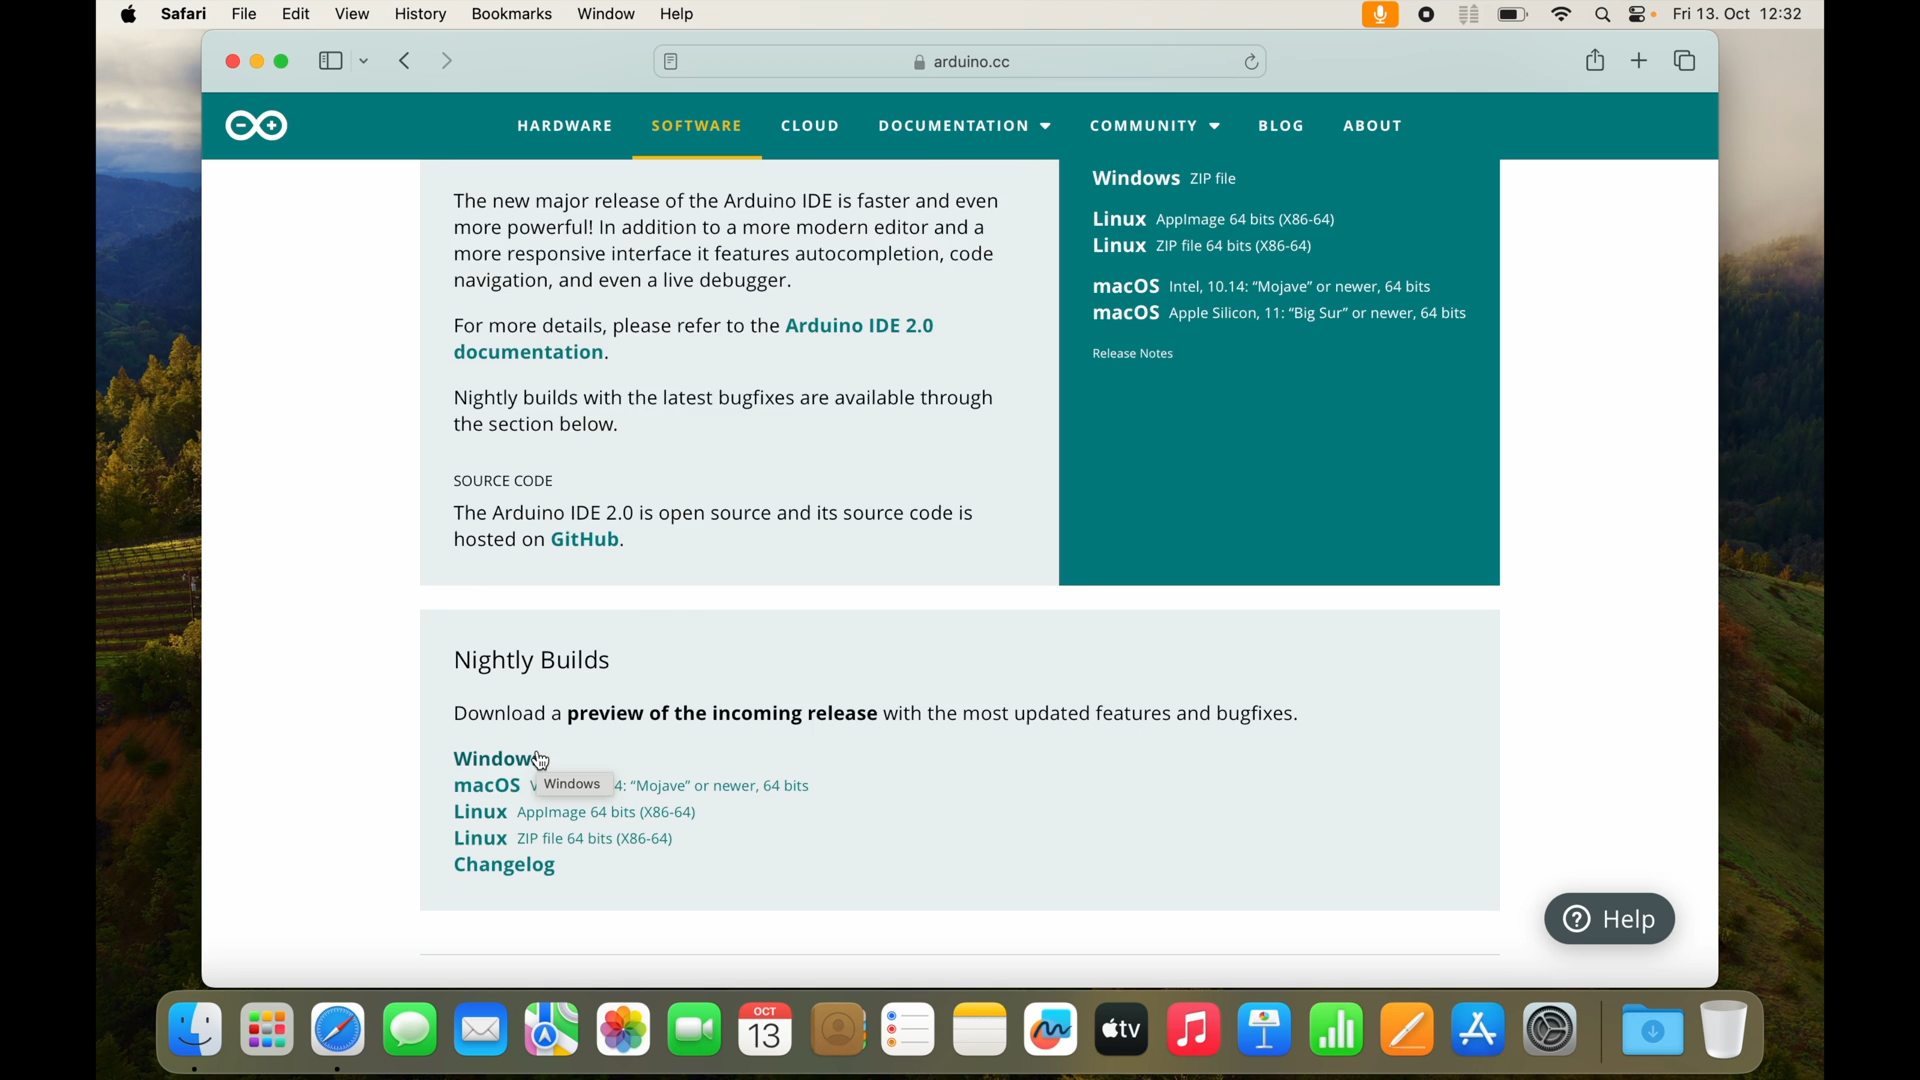 Safari File Edit View History Bookmarks Window Help Fri 13. Oct 12:32
arduino.cc
HARDWARE SOFTWARE CLOUD DOCUMENTATION COMMUNITY BLOG ABOUT
The new major release of the Arduino IDE is faster and even
more powerful! In addition to a more modern editor and a
more responsive interface it features autocompletion, code
navigation, and even a live debugger.
For more details, please refer to the Arduino IDE 2.0
documentation.
Nightly builds with the latest bugfixes are available through
the section below.
SOURCE CODE
The Arduino IDE 2.0 is open source and its source code is
hosted on GitHub.
Windows ZIP file
Linux AppImage 64 bits (X86-64)
Linux ZIP file 64 bits (X86-64)
macOS Intel, 10.14: “Mojave” or newer, 64 bits
macOS Apple Silicon, 11: “Big Sur” or newer, 64 bits
Release Notes
Nightly Builds
Download a preview of the incoming release with the most updated features and bugfixes.
Window
macOS 4: “Mojave” or newer, 64 bits
Windows
Linux AppImage 64 bits (X86-64)
Linux ZIP file 64 bits (X86-64)
Changelog
Help
OCT
13
tv